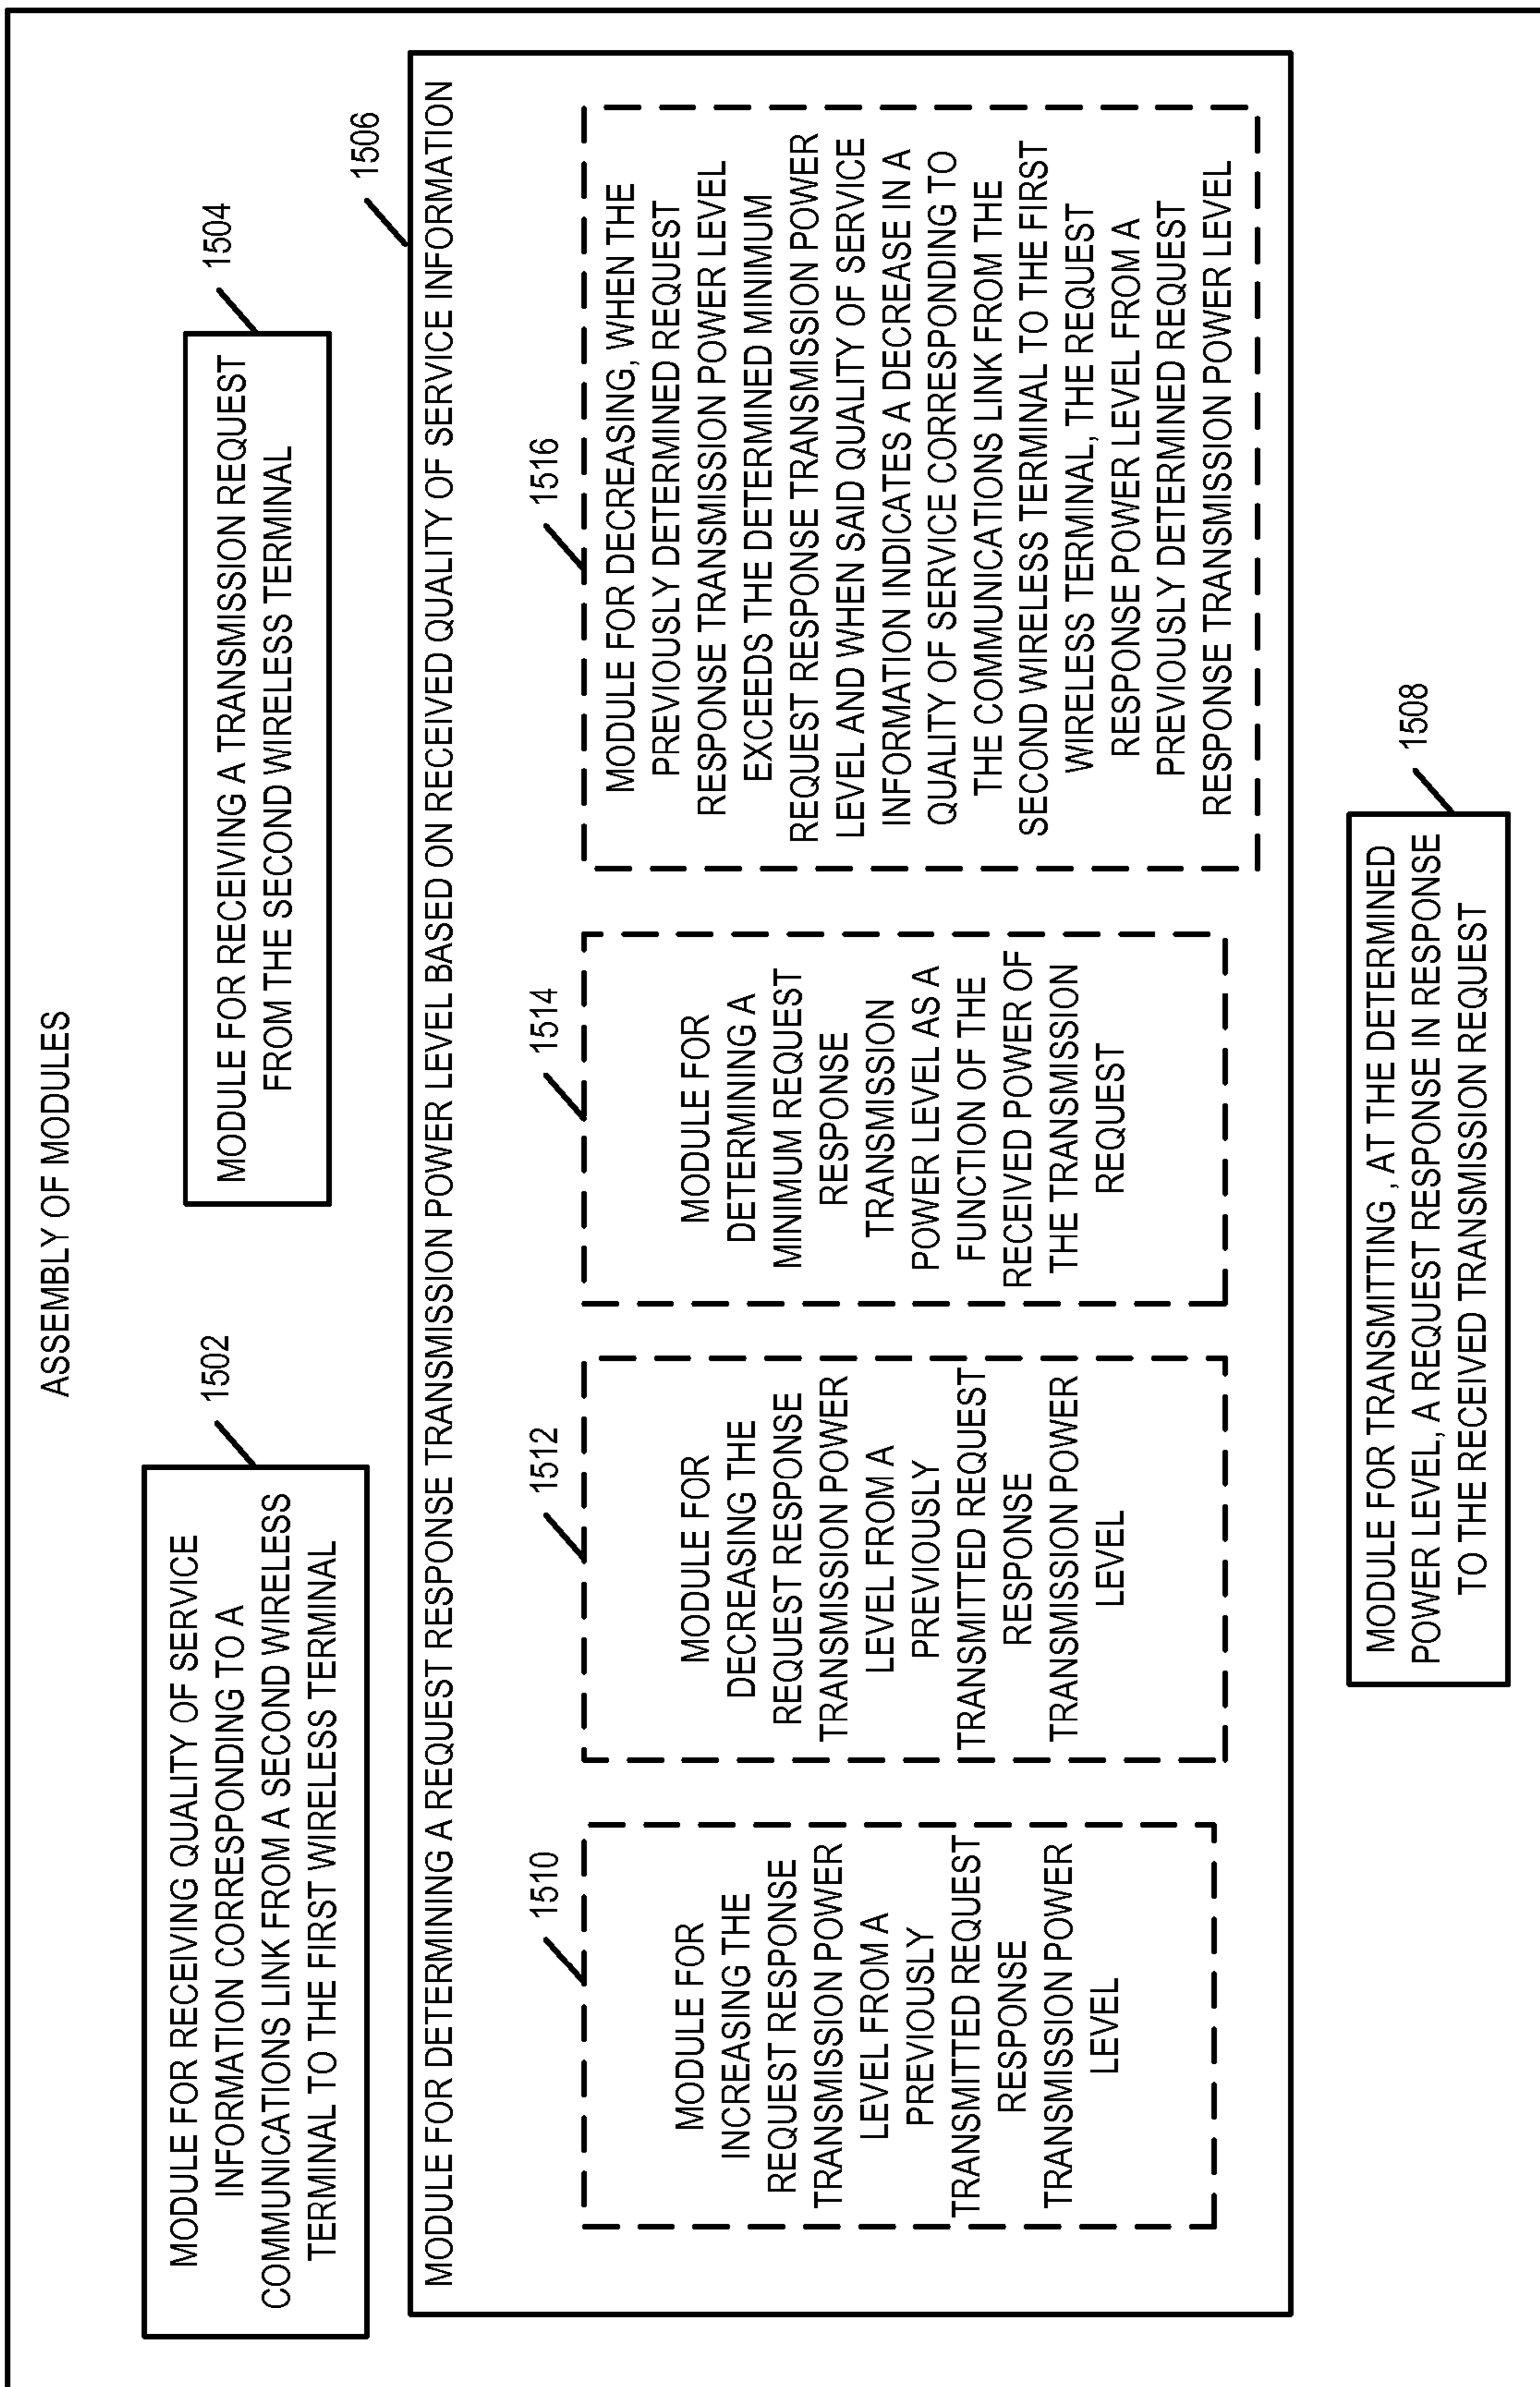 ASSEMBLY OF MODULES
1502
MODULE FOR RECEIVING QUALITY OF SERVICE
INFORMATION CORRESPONDING TO A
COMMUNICATIONS LINK FROM A SECOND WIRELESS
TERMINAL TO THE FIRST WIRELESS TERMINAL
1504
MODULE FOR RECEIVING A TRANSMISSION REQUEST
FROM THE SECOND WIRELESS TERMINAL
1506
MODULE FOR DETERMINING A REQUEST RESPONSE TRANSMISSION POWER LEVEL BASED ON RECEIVED QUALITY OF SERVICE INFORMATION
1510
MODULE FOR
INCREASING THE
REQUEST RESPONSE
TRANSMISSION POWER
LEVEL FROM A
PREVIOUSLY
TRANSMITTED REQUEST
RESPONSE
TRANSMISSION POWER
LEVEL
1512
MODULE FOR
DECREASING THE
REQUEST RESPONSE
TRANSMISSION POWER
LEVEL FROM A
PREVIOUSLY
TRANSMITTED REQUEST
RESPONSE
TRANSMISSION POWER
LEVEL
1514
MODULE FOR
DETERMINING A
MINIMUM REQUEST
RESPONSE
TRANSMISSION
POWER LEVEL AS A
FUNCTION OF THE
RECEIVED POWER OF
THE TRANSMISSION
REQUEST
1516
MODULE FOR DECREASING, WHEN THE
PREVIOUSLY DETERMINED REQUEST
RESPONSE TRANSMISSION POWER LEVEL
EXCEEDS THE DETERMINED MINIMUM
REQUEST RESPONSE TRANSMISSION POWER
LEVEL AND WHEN SAID QUALITY OF SERVICE
INFORMATION INDICATES A DECREASE IN A
QUALITY OF SERVICE CORRESPONDING TO
THE COMMUNICATIONS LINK FROM THE
SECOND WIRELESS TERMINAL TO THE FIRST
WIRELESS TERMINAL, THE REQUEST
RESPONSE POWER LEVEL FROM A
PREVIOUSLY DETERMINED REQUEST
RESPONSE TRANSMISSION POWER LEVEL
1508
MODULE FOR TRANSMITTING , AT THE DETERMINED
POWER LEVEL, A REQUEST RESPONSE IN RESPONSE
TO THE RECEIVED TRANSMISSION REQUEST